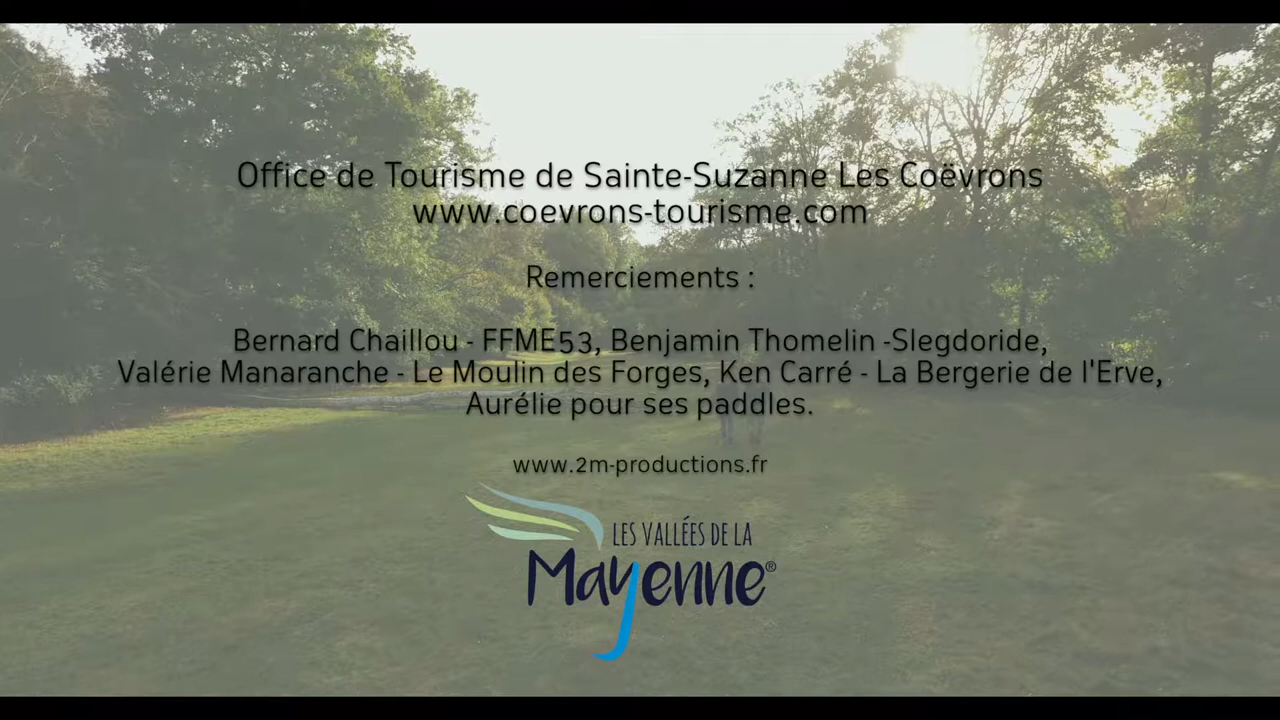 Office de Tourisme de Sainte-Suzanne Les Coëvrons
www.coevrons-tourisme.com
Remerciements :
Bernard Chaillou - FFME53, Benjamin Thomelin -Slegdoride,
Valérie Manaranche - Le Moulin des Forges, Ken Carré - La Bergerie de l'Erve,
Aurélie pour ses paddles.
www.2m-productions.fr
LES VALLÉES DE LA
Mayenne®